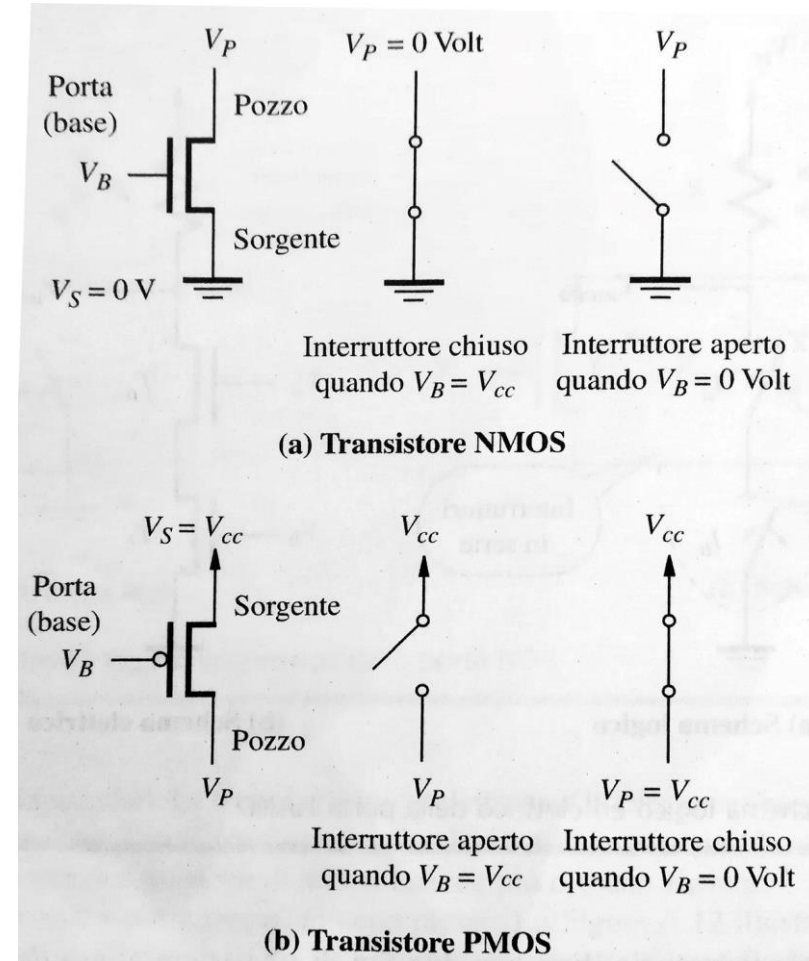 V_P
V_P = 0 Volt
V_P
Porta
(base)
Pozzo
V_B
Sorgente
V_S = 0 V
Interruttore chiuso
quando V_B = V_cc
Interruttore aperto
quando V_B = 0 Volt
(a) Transistore NMOS
V_S = V_cc
V_cc
V_cc
Porta
(base)
Sorgente
V_B
Pozzo
V_P
V_P
V_P = V_cc
Interruttore aperto
quando V_B = V_cc
Interruttore chiuso
quando V_B = 0 Volt
(b) Transistore PMOS